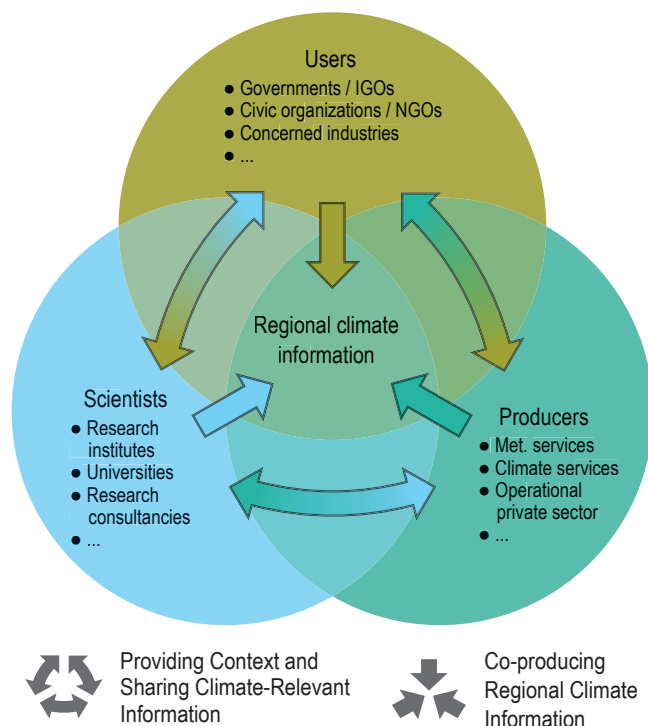 Users
● Governments / IGOs
● Civic organizations / NGOs
● Concerned industries
● ...
Regional climate
information
Scientists
● Research
institutes
● Universities
● Research
consultancies
● ...
Producers
● Met. services
● Climate services
● Operational
private sector
● ...
Providing Context and
Sharing Climate-Relevant
Information
Co-producing
Regional Climate
Information